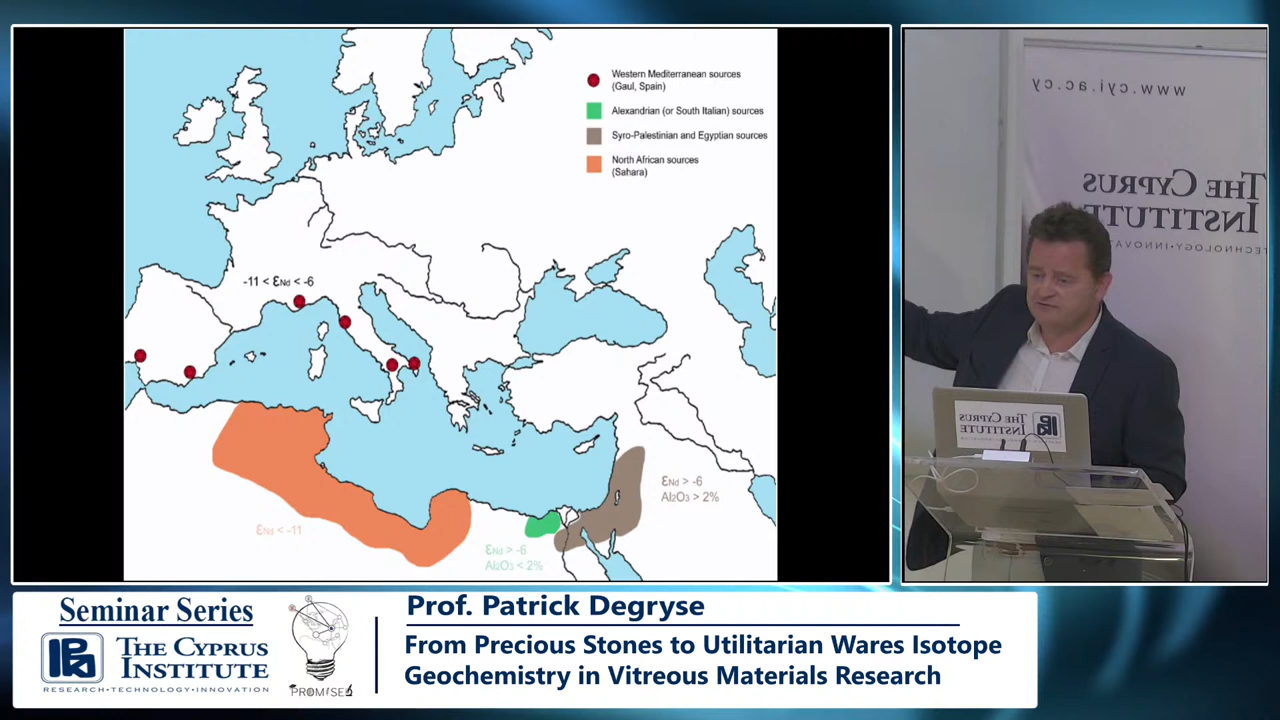 Western Mediterranean sources
(Gaul, Spain)
Alexandrian (or South Italian) sources
Syro-Palestinian and Egyptian sources
North African sources
(Sahara)
-11 < εNd < -6
εNd < -11
εNd > -6
Al2O3 < 2%
εNd > -6
Al2O3 > 2%
www.cyi.ac.cy
THE CYPRUS
INSTITUTE
TECHNOLOGY•INNOVA
THE CYPRUS
INSTITUTE
Seminar Series
THE CYPRUS
INSTITUTE
RESEARCH•TECHNOLOGY•INNOVATION
PROMISE
Prof. Patrick Degryse
From Precious Stones to Utilitarian Wares Isotope
Geochemistry in Vitreous Materials Research